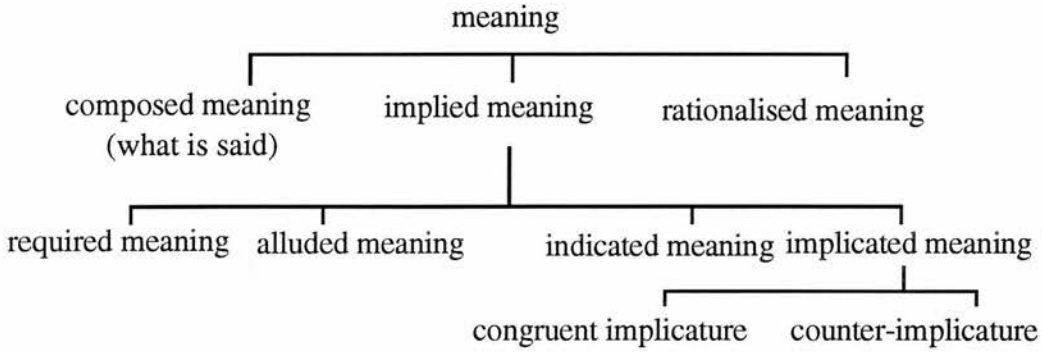 meaning
composed meaning implied meaning rationalised meaning
(what is said)
required meaning alluded meaning indicated meaning implicated meaning
congruent implicature counter-implicature